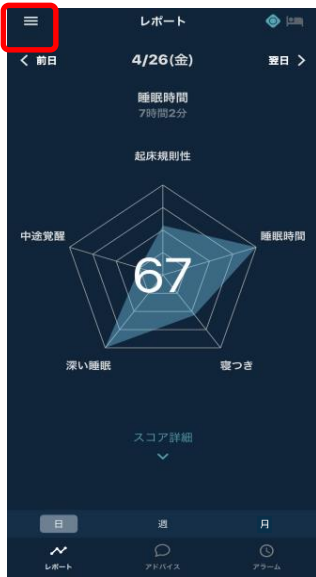 レポート
前日 4/26(金) 翌日
睡眠時間
7時間2分
起床規則性
中途覚醒 睡眠時間
67
深い睡眠 寝つき
スコア詳細
日 週 月
レポート アドバイス アラーム